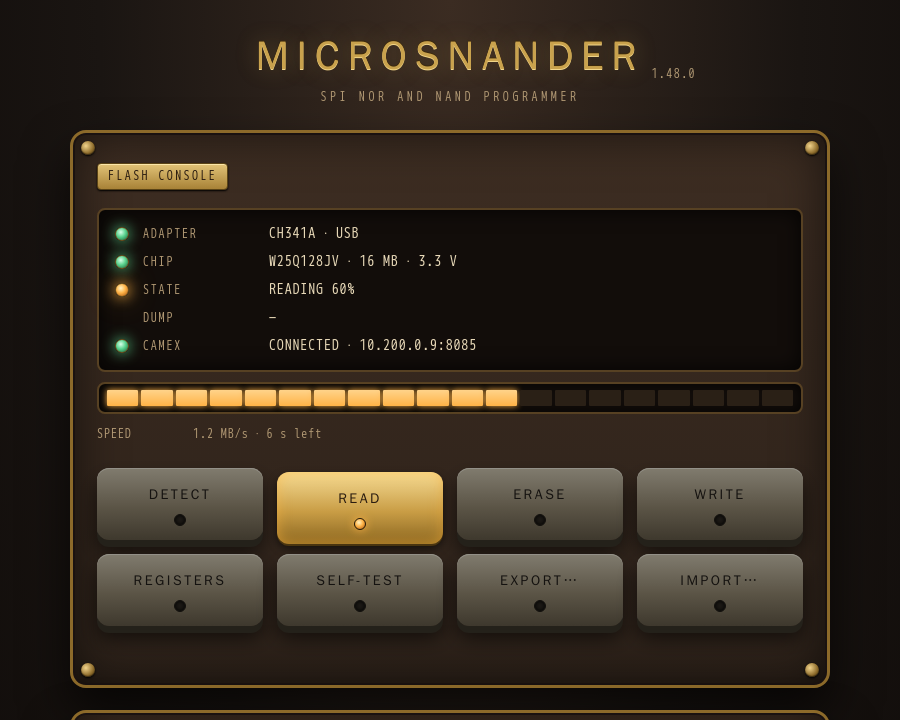 MICROSNANDER 1.48.0
SPI NOR AND NAND PROGRAMMER
FLASH CONSOLE
ADAPTER CH341A · USB
CHIP W25Q128JV · 16 MB · 3.3 V
STATE READING 60%
DUMP —
CAMEX CONNECTED · 10.200.0.9:8085
SPEED 1.2 MB/s · 6 s left
DETECT READ ERASE WRITE
REGISTERS SELF-TEST EXPORT··· IMPORT···